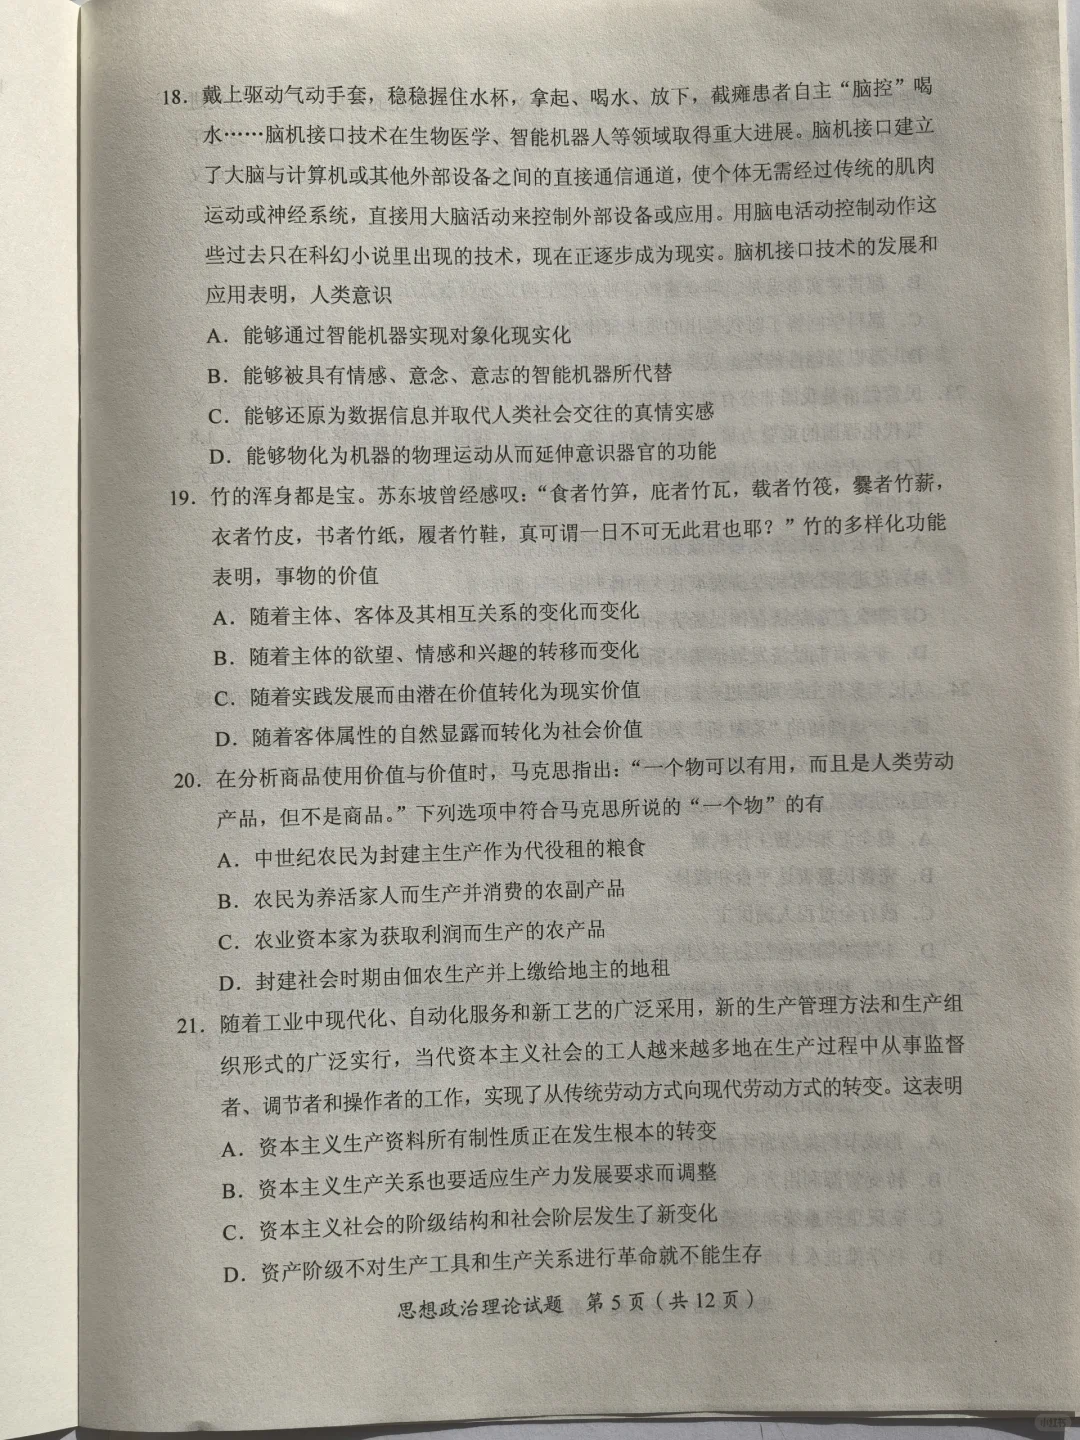 18．戴上驱动气动手套，稳稳握住水杯，拿起、喝水、放下，截瘫患者自主“脑控”喝
水……脑机接口技术在生物医学、智能机器人等领域取得重大进展。脑机接口建立
了大脑与计算机或其他外部设备之间的直接通信通道，使个体无需经过传统的肌肉
运动或神经系统，直接用大脑活动来控制外部设备或应用。用脑电活动控制动作这
些过去只在科幻小说里出现的技术，现在正逐步成为现实。脑机接口技术的发展和
应用表明，人类意识
A．能够通过智能机器实现对象化现实化
B．能够被具有情感、意念、意志的智能机器所代替
C．能够还原为数据信息并取代人类社会交往的真情实感
D．能够物化为机器的物理运动从而延伸意识器官的功能
19．竹的浑身都是宝。苏东坡曾经感叹：“食者竹笋，庇者竹瓦，载者竹筏，爨者竹薪，
衣者竹皮，书者竹纸，履者竹鞋，真可谓一日不可无此君也耶？”竹的多样化功能
表明，事物的价值
A．随着主体、客体及其相互关系的变化而变化
B．随着主体的欲望、情感和兴趣的转移而变化
C．随着实践发展而由潜在价值转化为现实价值
D．随着客体属性的自然显露而转化为社会价值
20．在分析商品使用价值与价值时，马克思指出：“一个物可以有用，而且是人类劳动
产品，但不是商品。”下列选项中符合马克思所说的“一个物”的有
A．中世纪农民为封建主生产作为代役租的粮食
B．农民为养活家人而生产并消费的农副产品
C．农业资本家为获取利润而生产的农产品
D．封建社会时期由佃农生产并上缴给地主的地租
21．随着工业中现代化、自动化服务和新工艺的广泛采用，新的生产管理方法和生产组
织形式的广泛实行，当代资本主义社会的工人越来越多地在生产过程中从事监督
者、调节者和操作者的工作，实现了从传统劳动方式向现代劳动方式的转变。这表明
A．资本主义生产资料所有制性质正在发生根本的转变
B．资本主义生产关系也要适应生产力发展要求而调整
C．资本主义社会的阶级结构和社会阶层发生了新变化
D．资产阶级不对生产工具和生产关系进行革命就不能生存
思想政治理论试题 第5页（共12页）